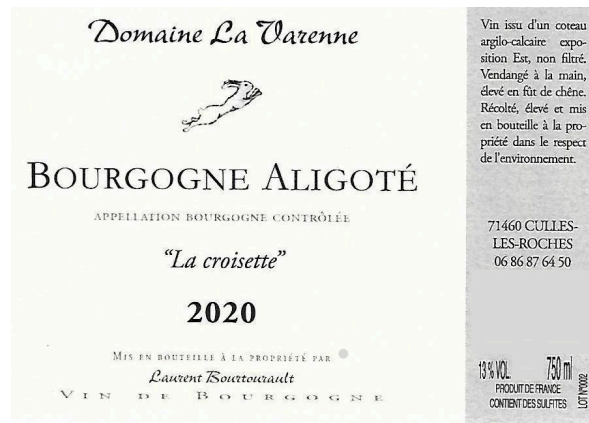 Domaine La Varenne
BOURGOGNE ALIGOTÉ
APPELLATION BOURGOGNE CONTRÔLÉE
"La croisette"
2020
MIS EN BOUTEILLE À LA PROPRIÉTÉ PAR
Laurent Bourtourault
VIN DE BOURGOGNE
Vin issu d'un coteau
argilo-calcaire expo-
sition Est, non filtré.
Vendangé à la main,
élevé en fût de chêne.
Récolté, élevé et mis
en bouteille à la pro-
priété dans le respect
de l'environnement.
71460 CULLES-
LES-ROCHES
06 86 87 64 50
13 % VOL. 750 ml
PRODUIT DE FRANCE
CONTIENT DES SULFITES
LOT N°0002